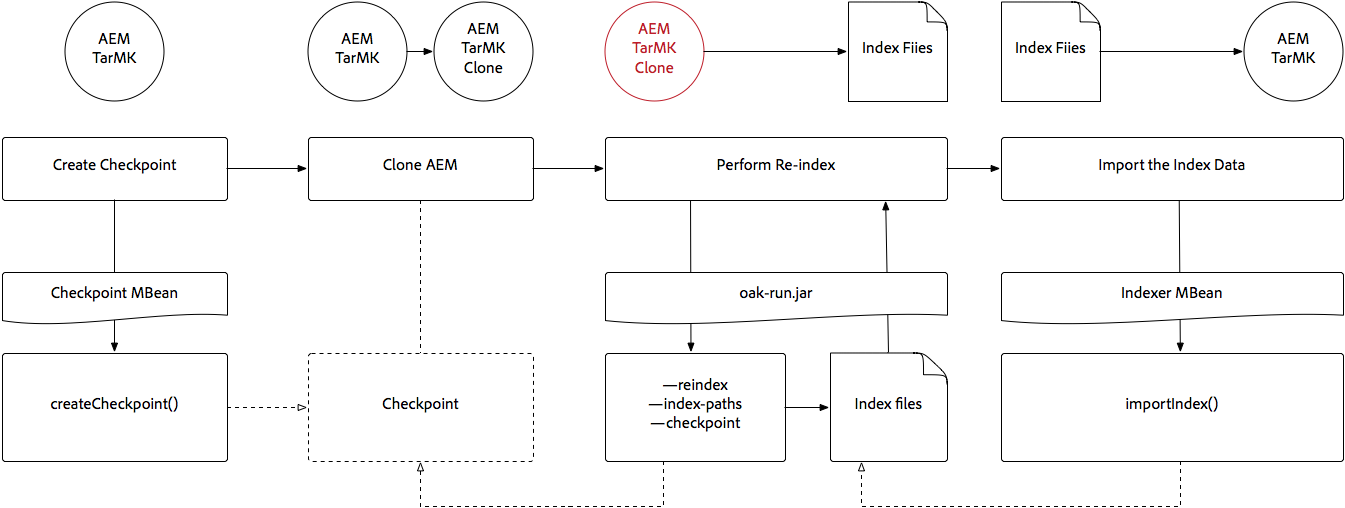 AEM
TarMK
AEM
TarMK
AEM
TarMK
Clone
AEM
TarMK
Clone
Index Fiies
Index Fiies
AEM
TarMK
Create Checkpoint
Clone AEM
Perform Re-index
Import the Index Data
Checkpoint MBean
oak-run.jar
Indexer MBean
createCheckpoint()
Checkpoint
—reindex
—index-paths
—checkpoint
Index files
importIndex()